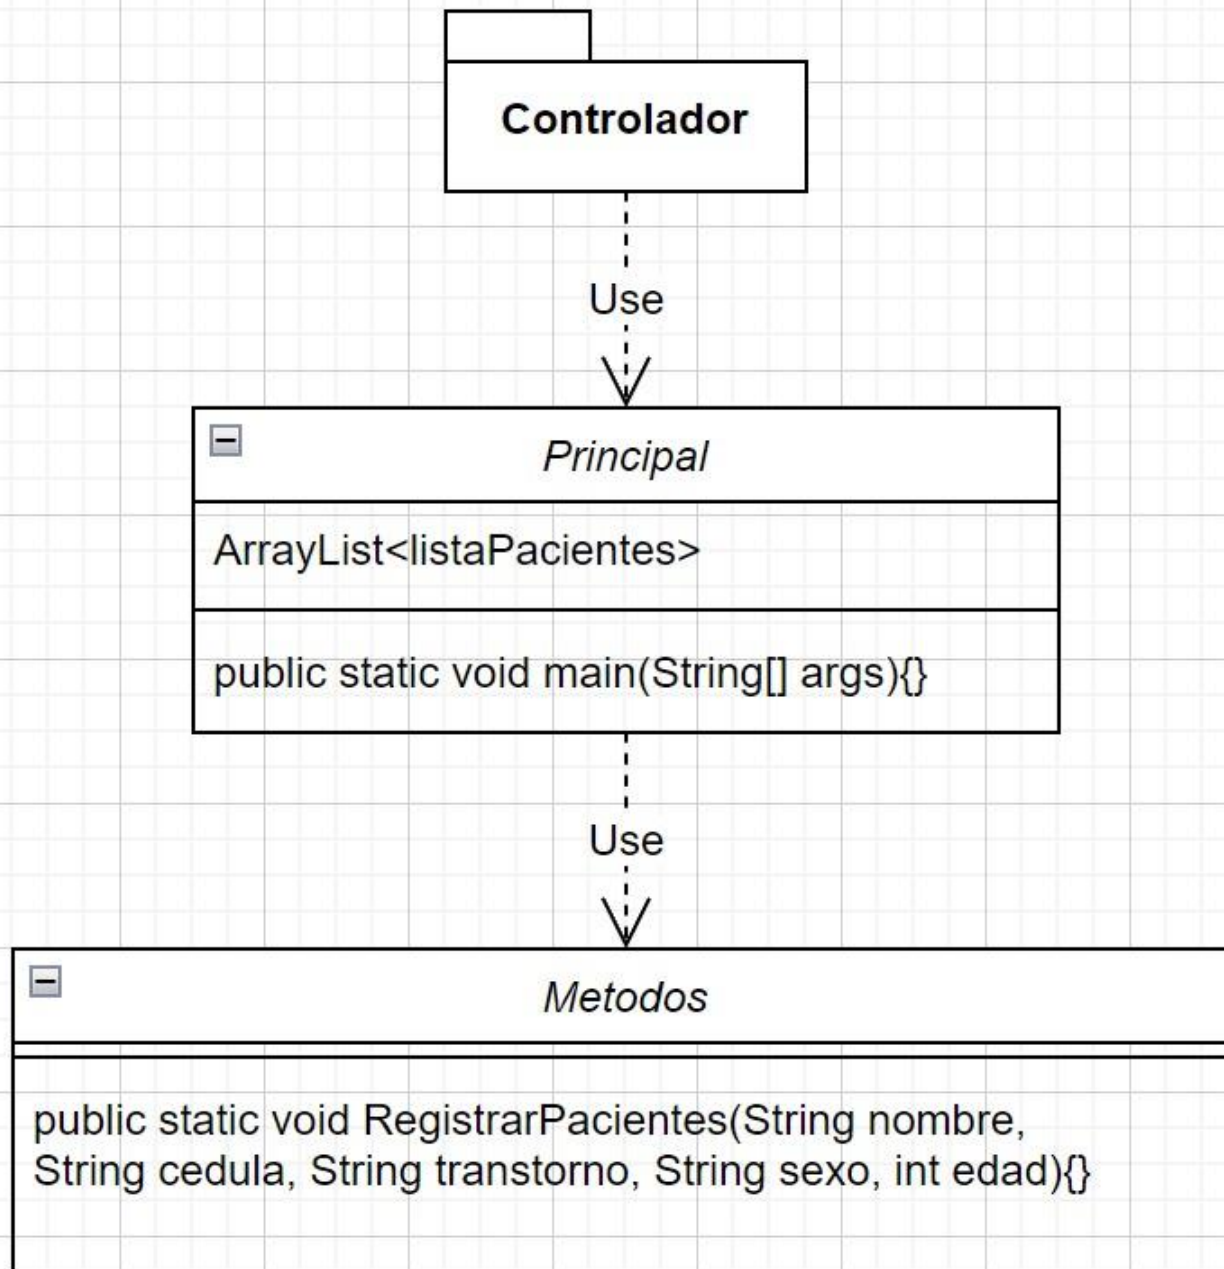 Controlador
Use
Principal
ArrayList<listaPacientes>
public static void main(String[] args){}
Use
Metodos
public static void RegistrarPacientes(String nombre,
String cedula, String transtorno, String sexo, int edad){}